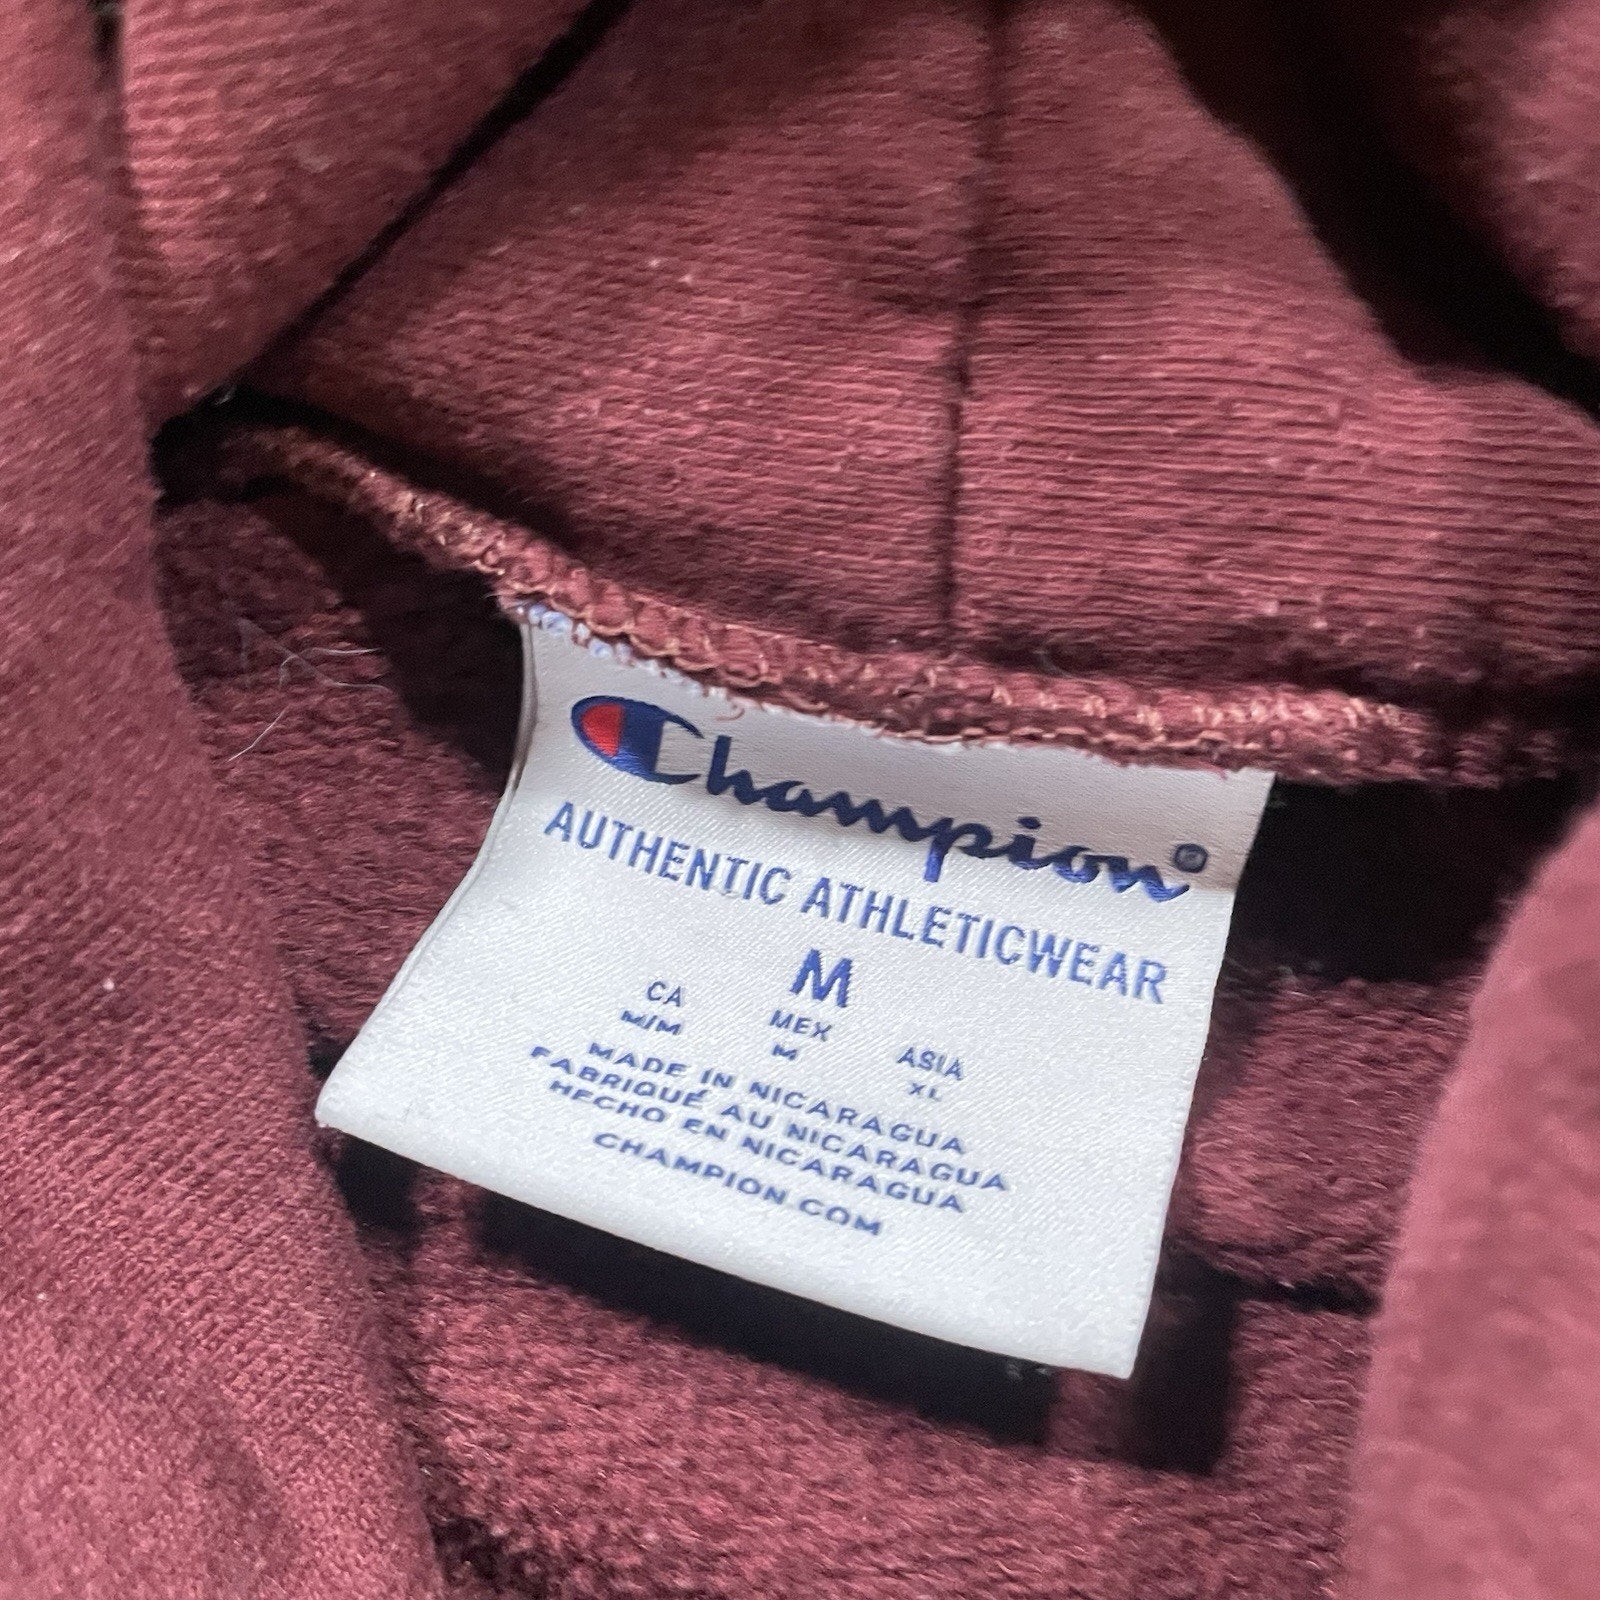 Champion®
AUTHENTIC ATHLETICWEAR
M
CA MEX ASIA
M/M M XL
MADE IN NICARAGUA
FABRIQUÉ AU NICARAGUA
HECHO EN NICARAGUA
CHAMPION.COM